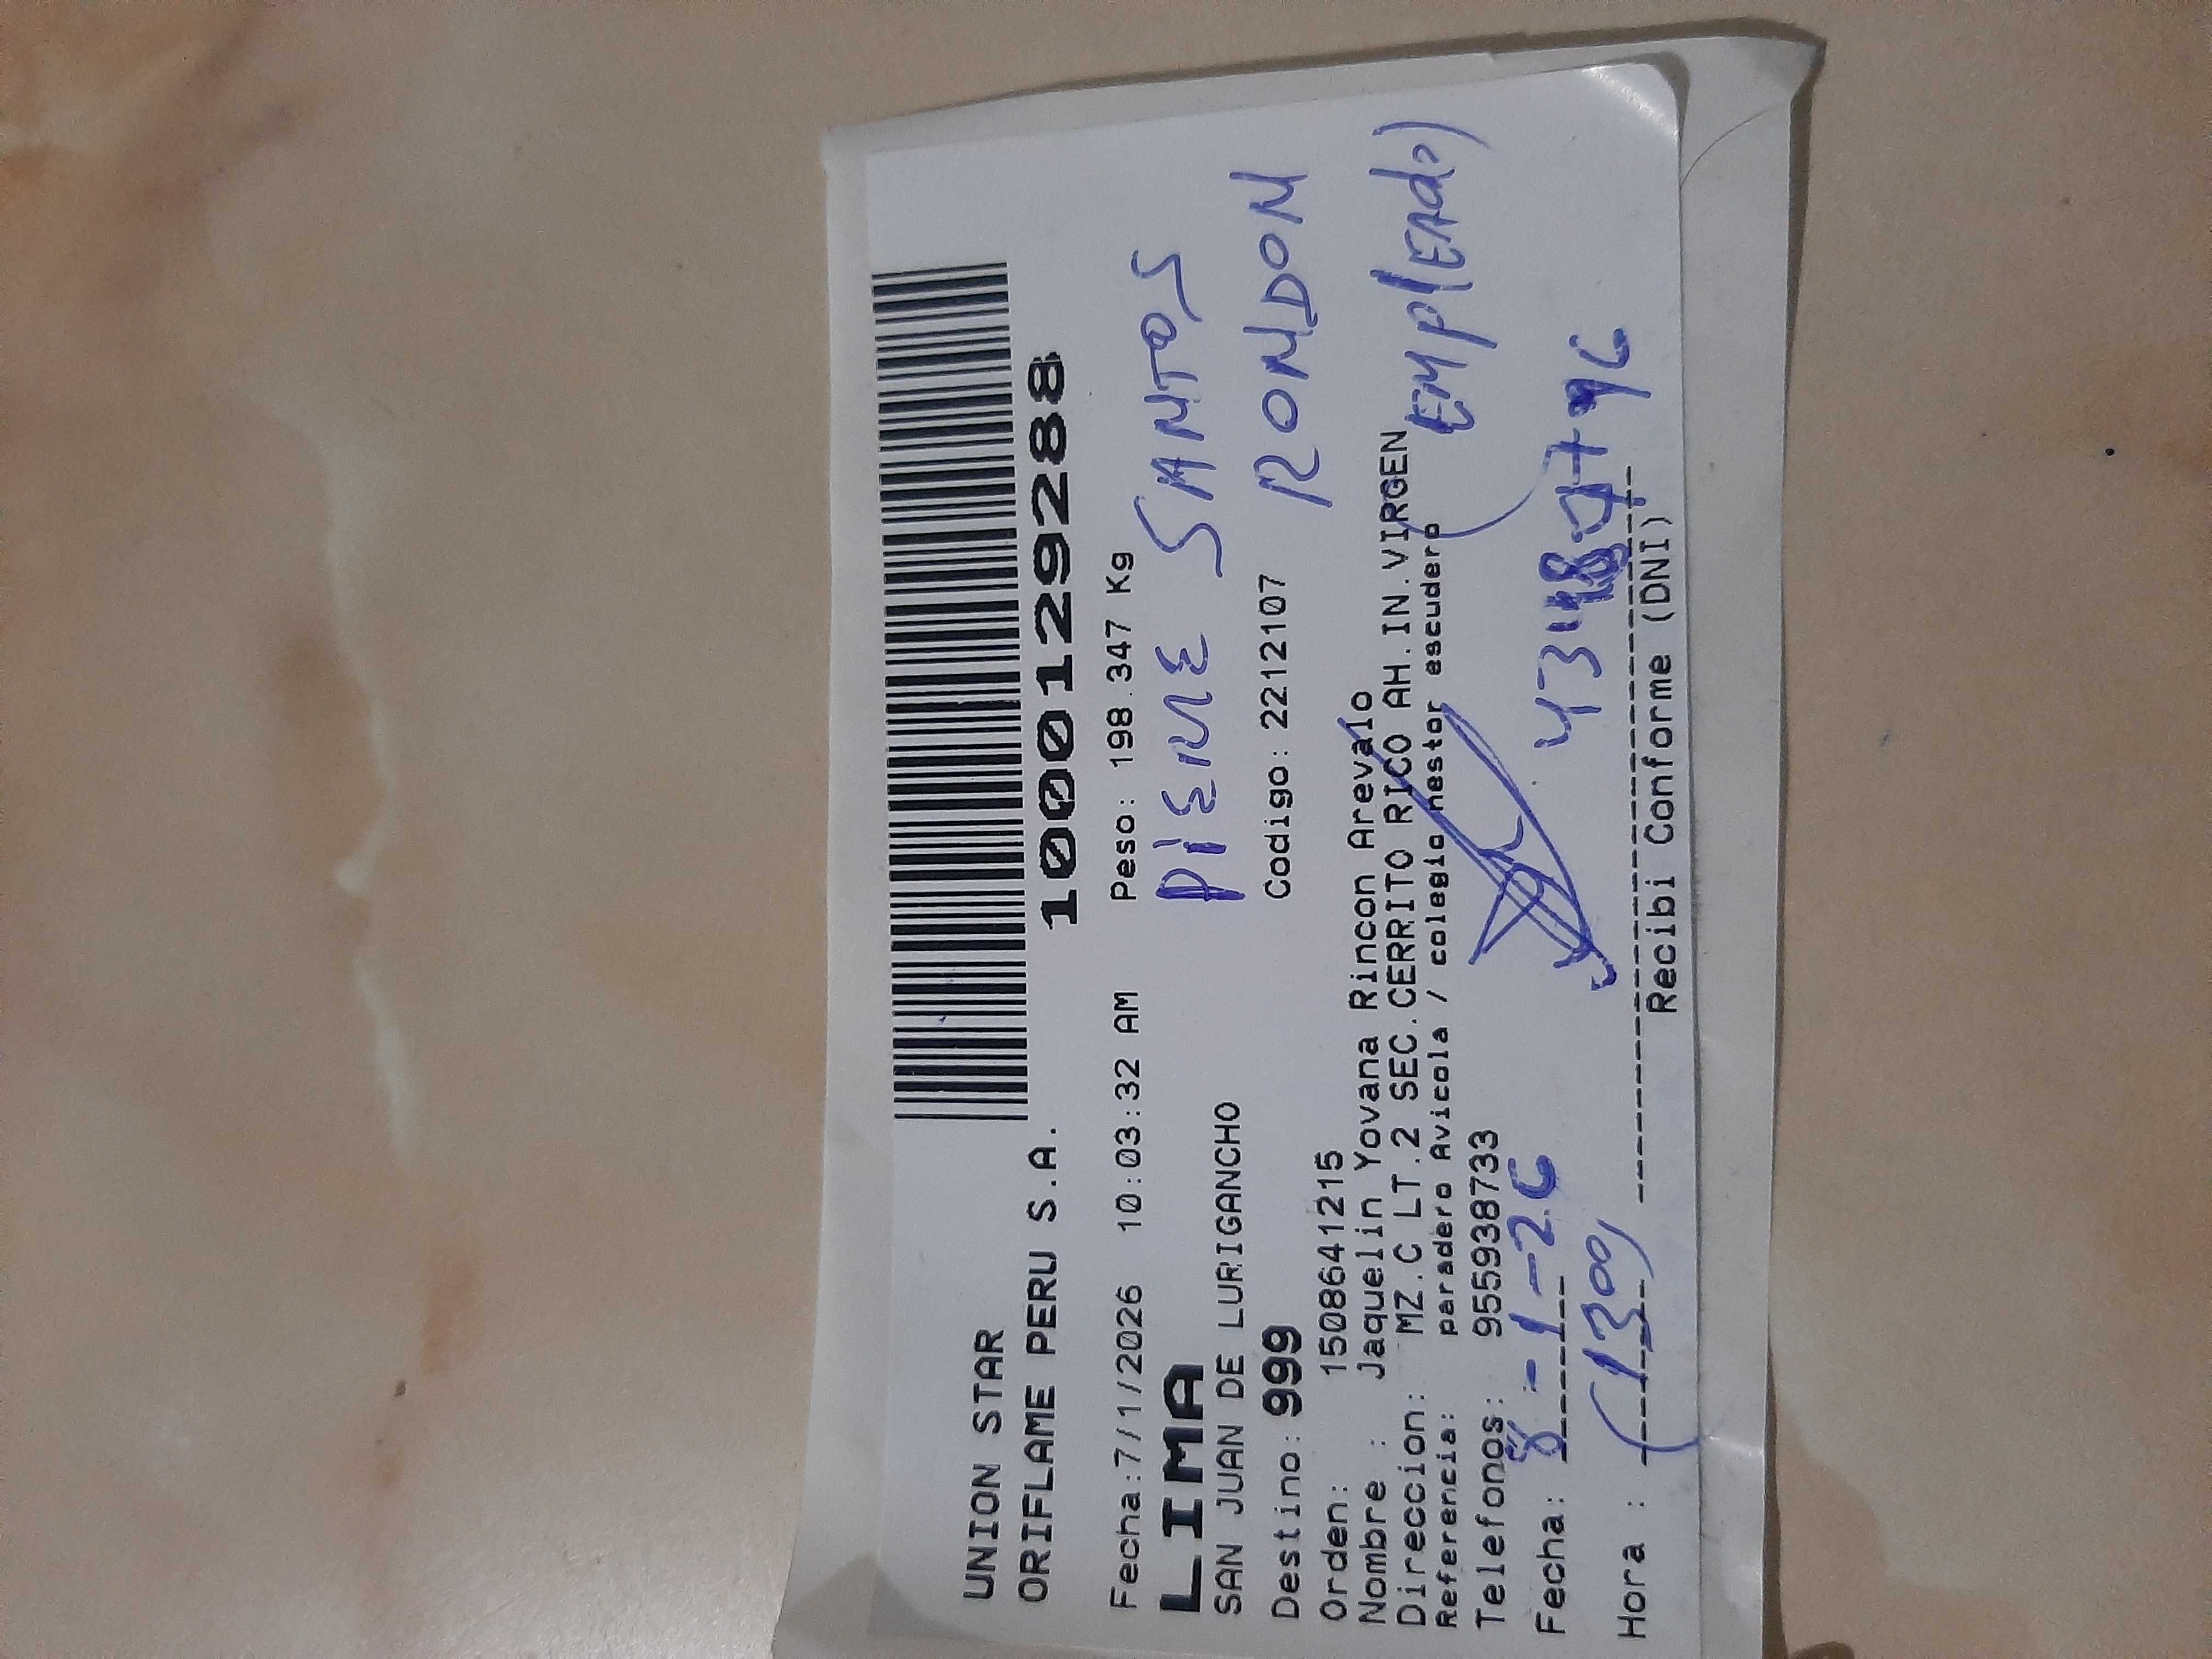 UNION STAR
ORIFLAME PERU S.A.
1000129288
Fecha:7/1/2026 10:03:32 AM Peso: 198.347 Kg
LIMA
PIERRE SANTOS
SAN JUAN DE LURIGANCHO
Destino: 999 Codigo: 2212107
RONDON
Orden: 1508641215
Nombre : Jaquelin Yovana Rincon Arevalo
Direccion: MZ.C LT.2 SEC.CERRITO RICO AH.IN.VIRGEN
Referencia: paradero Avicola / colegio nestor escudero
(EMpleado)
Telefonos: 955938733
Fecha: 8-1-26
Hora : (1300)
Recibi Conforme (DNI)